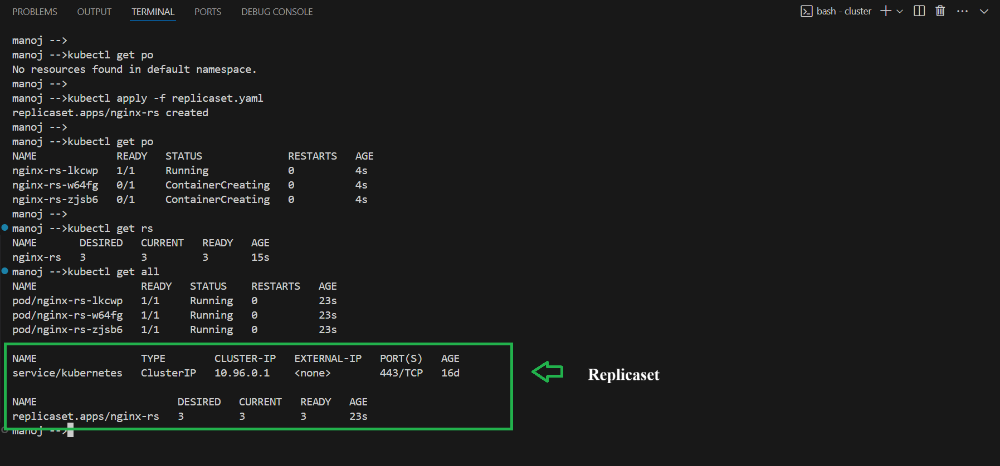 PROBLEMS OUTPUT TERMINAL PORTS DEBUG CONSOLE bash - cluster
manoj -->
manoj -->kubectl get po
No resources found in default namespace.
manoj -->
manoj -->kubectl apply -f replicaset.yaml
replicaset.apps/nginx-rs created
manoj -->
manoj -->kubectl get po
NAME READY STATUS RESTARTS AGE
nginx-rs-lkcwp 1/1 Running 0 4s
nginx-rs-w64fg 0/1 ContainerCreating 0 4s
nginx-rs-zjsb6 0/1 ContainerCreating 0 4s
manoj -->
manoj -->kubectl get rs
NAME DESIRED CURRENT READY AGE
nginx-rs 3 3 3 15s
manoj -->kubectl get all
NAME READY STATUS RESTARTS AGE
pod/nginx-rs-lkcwp 1/1 Running 0 23s
pod/nginx-rs-w64fg 1/1 Running 0 23s
pod/nginx-rs-zjsb6 1/1 Running 0 23s
NAME TYPE CLUSTER-IP EXTERNAL-IP PORT(S) AGE
service/kubernetes ClusterIP 10.96.0.1 <none> 443/TCP 16d
Replicaset
NAME DESIRED CURRENT READY AGE
replicaset.apps/nginx-rs 3 3 3 23s
manoj -->